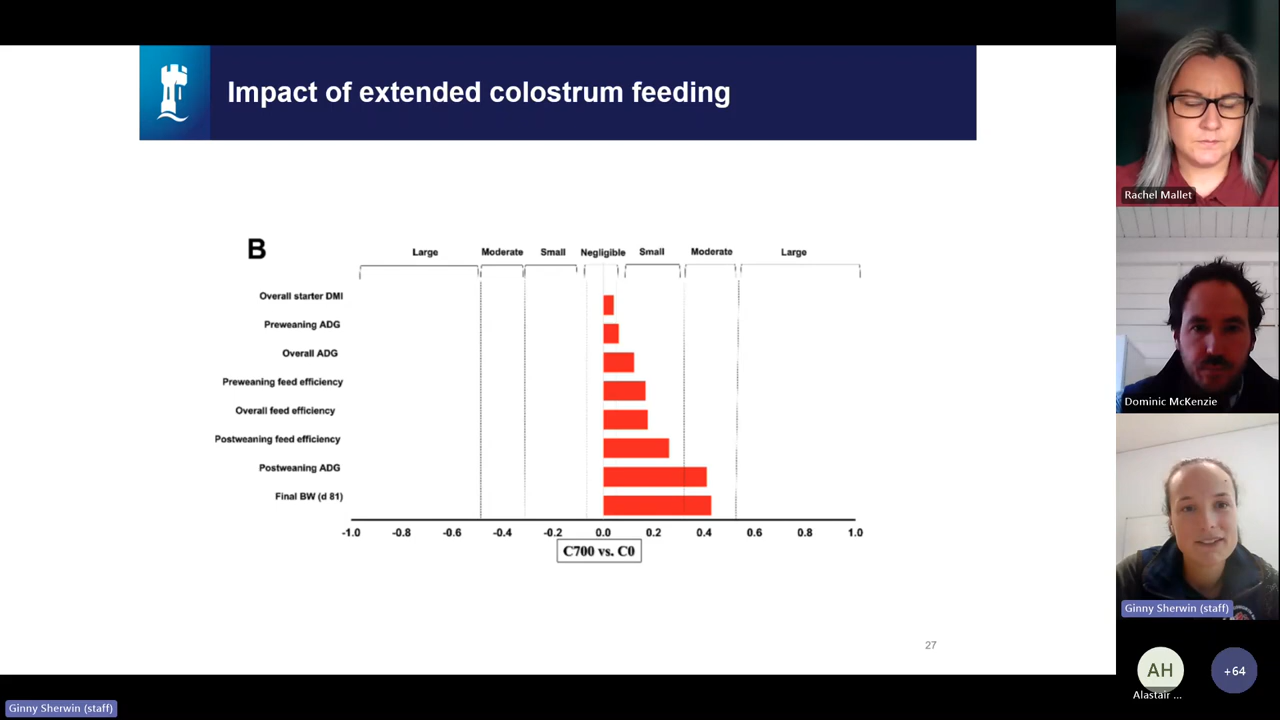 Impact of extended colostrum feeding
B
Large Moderate Small Negligible Small Moderate Large
Overall starter DMI
Preweaning ADG
Overall ADG
Preweaning feed efficiency
Overall feed efficiency
Postweaning feed efficiency
Postweaning ADG
Final BW (d 81)
-1.0 -0.8 -0.6 -0.4 -0.2 0.0 0.2 0.4 0.6 0.8 1.0
C700 vs. C0
27
Rachel Mallet
Dominic McKenzie
Ginny Sherwin (staff)
AH
Alastair ...
+64
Ginny Sherwin (staff)